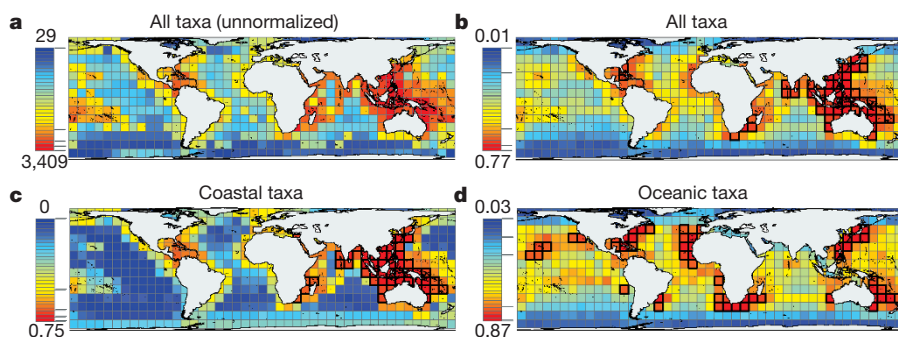 a All taxa (unnormalized)
29
3,409
b All taxa
0.01
0.77
c Coastal taxa
0
0.75
d Oceanic taxa
0.03
0.87